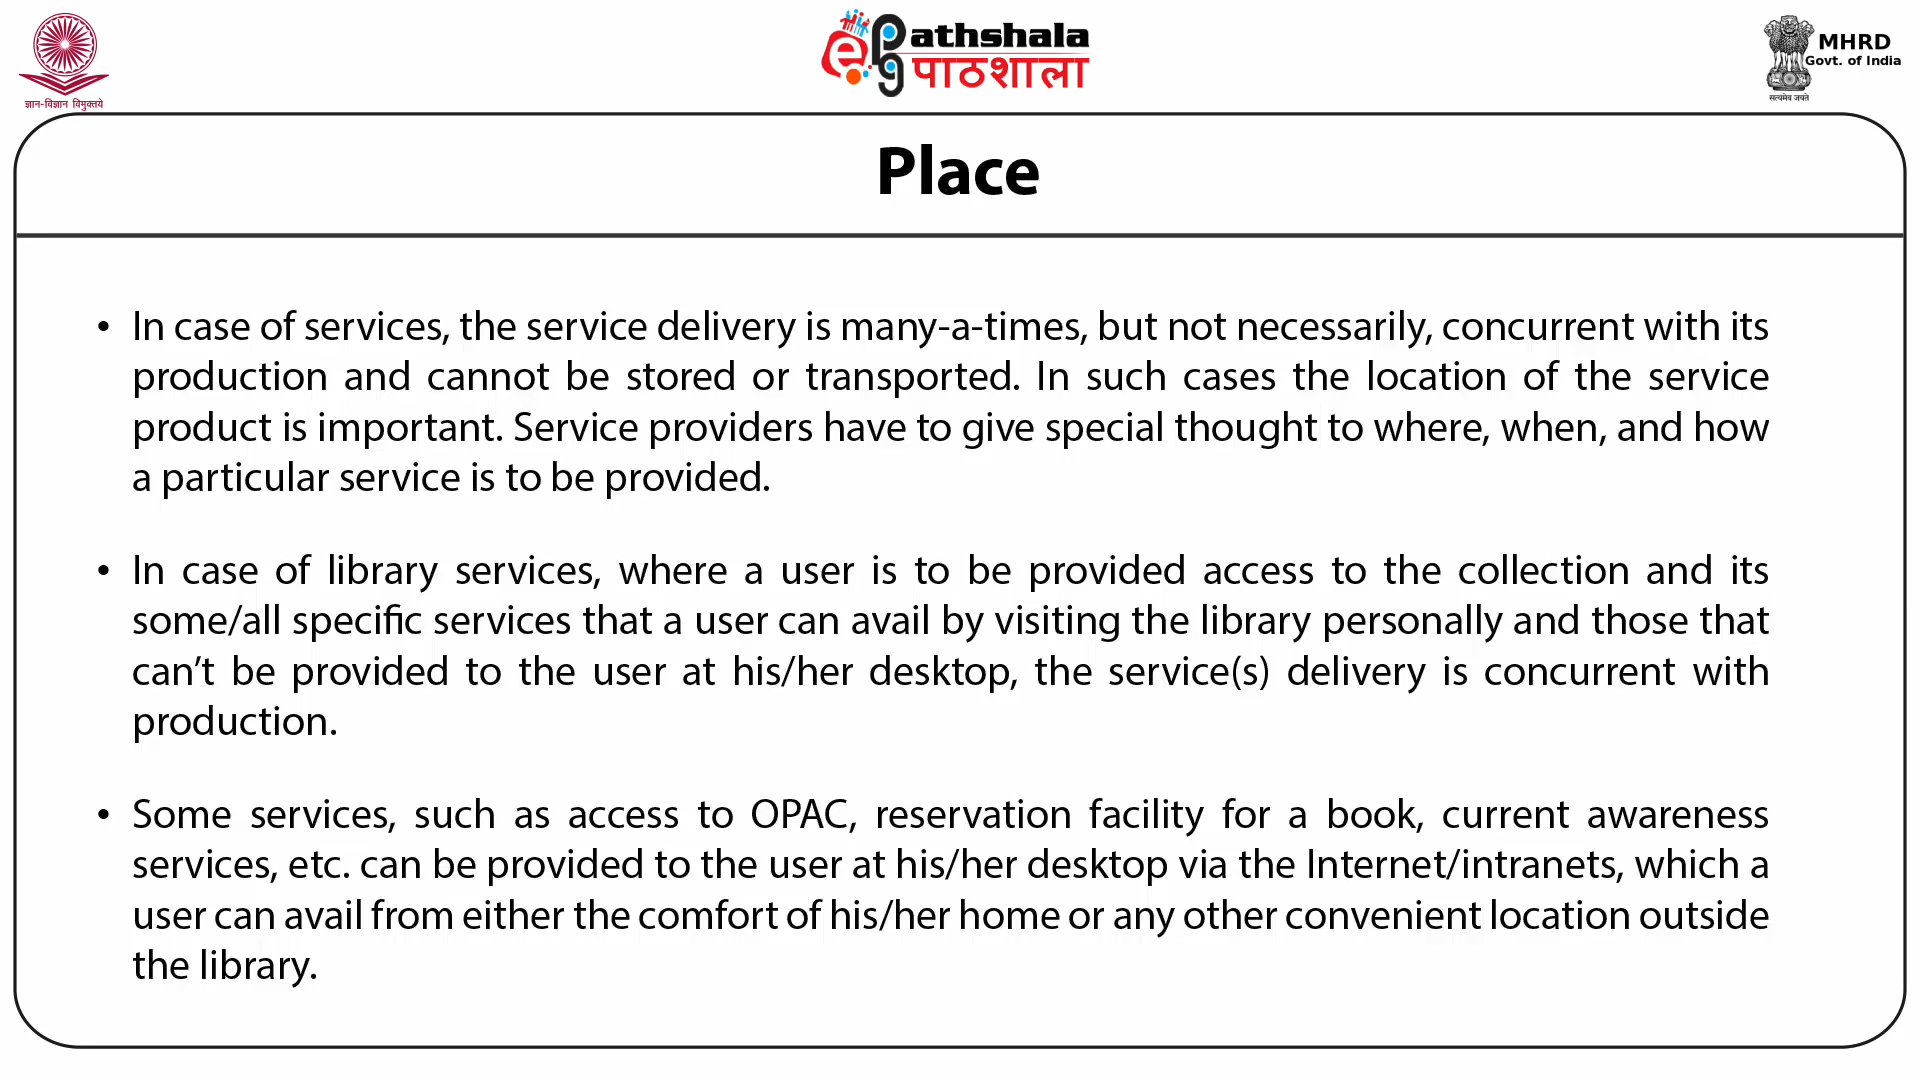 ज्ञान-विज्ञान विमुक्तये
ePathshala
पाठशाला
MHRD
Govt. of India
सत्यमेव जयते
Place
• In case of services, the service delivery is many-a-times, but not necessarily, concurrent with its
production and cannot be stored or transported. In such cases the location of the service
product is important. Service providers have to give special thought to where, when, and how
a particular service is to be provided.
• In case of library services, where a user is to be provided access to the collection and its
some/all specific services that a user can avail by visiting the library personally and those that
can’t be provided to the user at his/her desktop, the service(s) delivery is concurrent with
production.
• Some services, such as access to OPAC, reservation facility for a book, current awareness
services, etc. can be provided to the user at his/her desktop via the Internet/intranets, which a
user can avail from either the comfort of his/her home or any other convenient location outside
the library.